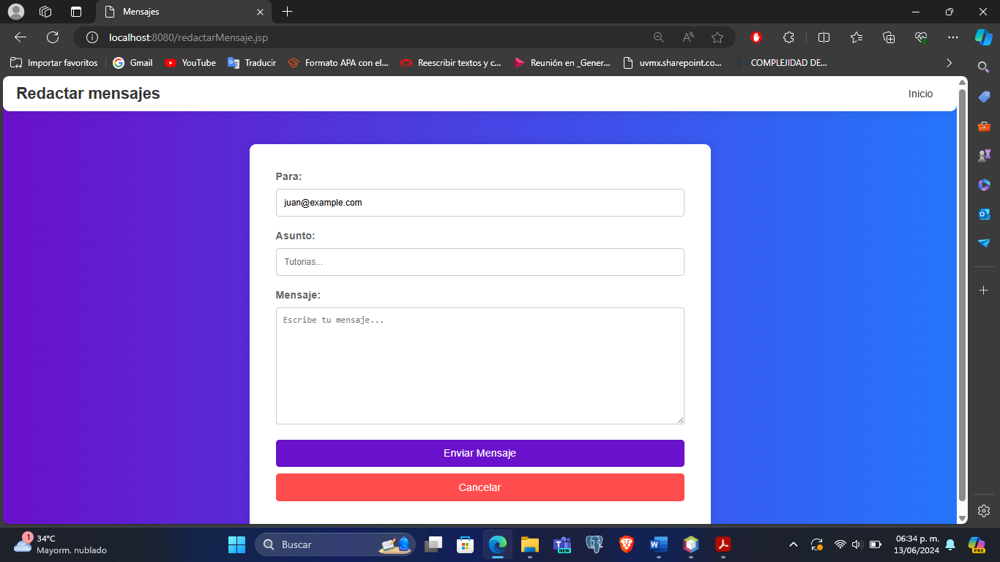 Mensajes
localhost:8080/redactarMensaje.jsp
Importar favoritos
Gmail
YouTube
Traducir
Formato APA con el...
Reescribir textos y c...
Reunión en _Gener...
uvmx.sharepoint.co...
COMPLEJIDAD DE...
Redactar mensajes
Inicio
Para:
juan@example.com
Asunto:
Tutorias...
Mensaje:
Escribe tu mensaje...
Enviar Mensaje
Cancelar
1
34°C
Mayorm. nublado
Buscar
NEW
06:34 p. m.
13/06/2024
PRE